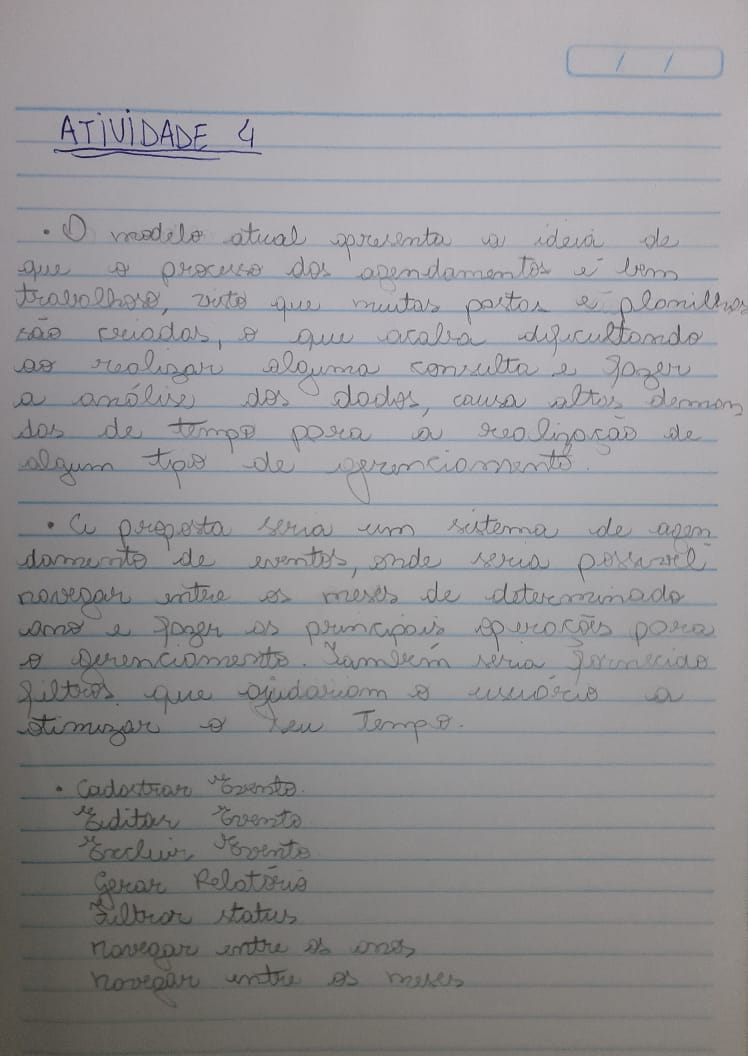 / /
ATIVIDADE 4
• O modelo atual apresenta a ideia de
que o processo dos agendamentos é bem
trabalhoso, visto que muitas pastas e planilhas
são criadas, o que acaba dificultando
ao realizar alguma consulta e fazer
a análise dos dados, causa altas deman
das de tempo para a realização de
algum tipo de gerenciamento.
• A proposta seria um sistema de agen
damento de eventos, onde seria possível
navegar entre os meses de determinado
ano e fazer as principais operações para
o gerenciamento. Também seria fornecido
filtros que ajudariam o usuário a
otimizar o seu Tempo.
• Cadastrar Evento.
Editar Evento
Excluir Evento
Gerar Relatório
Filtrar status
navegar entre os anos
navegar entre os meses